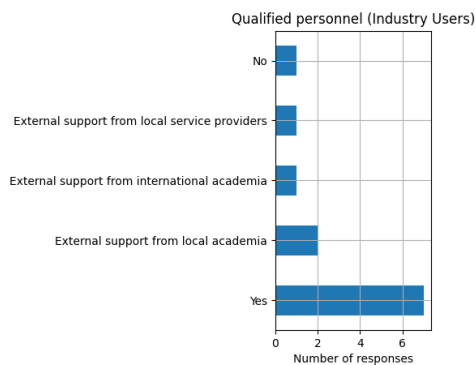 Qualified personnel (Industry Users)
No
External support from local service providers
External support from international academia
External support from local academia
Yes
0 2 4 6
Number of responses